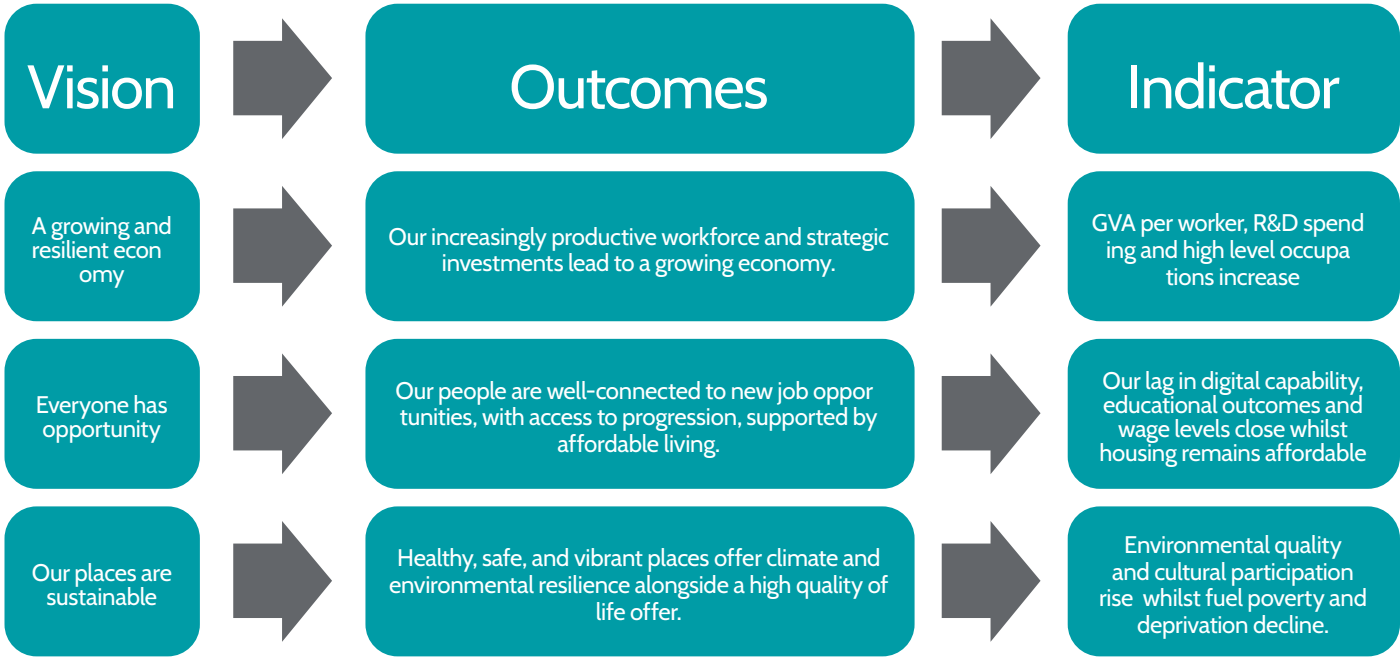 Vision
Outcomes
Indicator
A growing and
resilient econ
omy
Our increasingly productive workforce and strategic
investments lead to a growing economy.
GVA per worker, R&D spend
ing and high level occupa
tions increase
Everyone has
opportunity
Our people are well-connected to new job oppor
tunities, with access to progression, supported by
affordable living.
Our lag in digital capability,
educational outcomes and
wage levels close whilst
housing remains affordable
Our places are
sustainable
Healthy, safe, and vibrant places offer climate and
environmental resilience alongside a high quality of
life offer.
Environmental quality
and cultural participation
rise whilst fuel poverty and
deprivation decline.